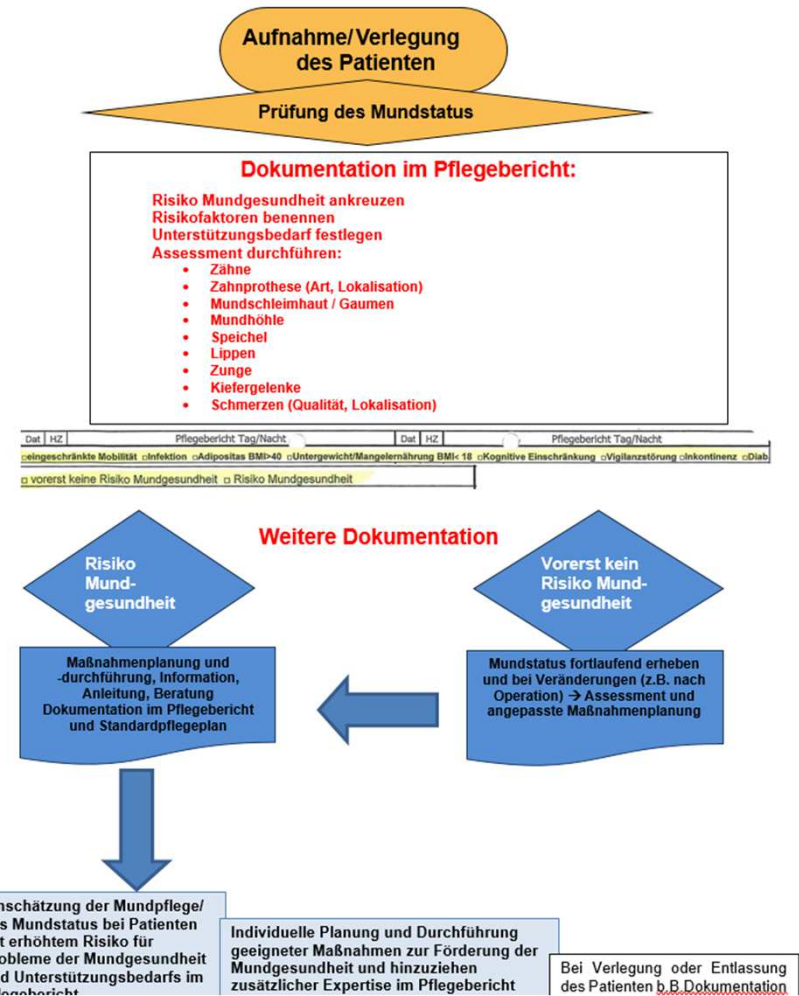 Aufnahme/Verlegung
des Patienten
Prüfung des Mundstatus
Dokumentation im Pflegebericht:
Risiko Mundgesundheit ankreuzen
Risikofaktoren benennen
Unterstützungsbedarf festlegen
Assessment durchführen:
• Zähne
• Zahnprothese (Art, Lokalisation)
• Mundschleimhaut / Gaumen
• Mundhöhle
• Speichel
• Lippen
• Zunge
• Kiefergelenke
• Schmerzen (Qualität, Lokalisation)
Dat HZ Pflegebericht Tag/Nacht Dat HZ Pflegebericht Tag/Nacht
□eingeschränkte Mobilität □Infektion □Adipositas BMI>40 □Untergewicht/Mangelernährung BMI< 18 □Kognitive Einschränkung □Vigilanzstörung □Inkontinenz □Diab
□ vorerst keine Risiko Mundgesundheit □ Risiko Mundgesundheit
Weitere Dokumentation
Risiko
Mund-
gesundheit
Vorerst kein
Risiko Mund-
gesundheit
Maßnahmenplanung und
-durchführung, Information,
Anleitung, Beratung
Dokumentation im Pflegebericht
und Standardpflegeplan
Mundstatus fortlaufend erheben
und bei Veränderungen (z.B. nach
Operation) → Assessment und
angepasste Maßnahmenplanung
nschätzung der Mundpflege/
s Mundstatus bei Patienten
t erhöhtem Risiko für
obleme der Mundgesundheit
d Unterstützungsbedarfs im
legebericht
Individuelle Planung und Durchführung
geeigneter Maßnahmen zur Förderung der
Mundgesundheit und hinzuziehen
zusätzlicher Expertise im Pflegebericht
Bei Verlegung oder Entlassung
des Patienten b.B.Dokumentation